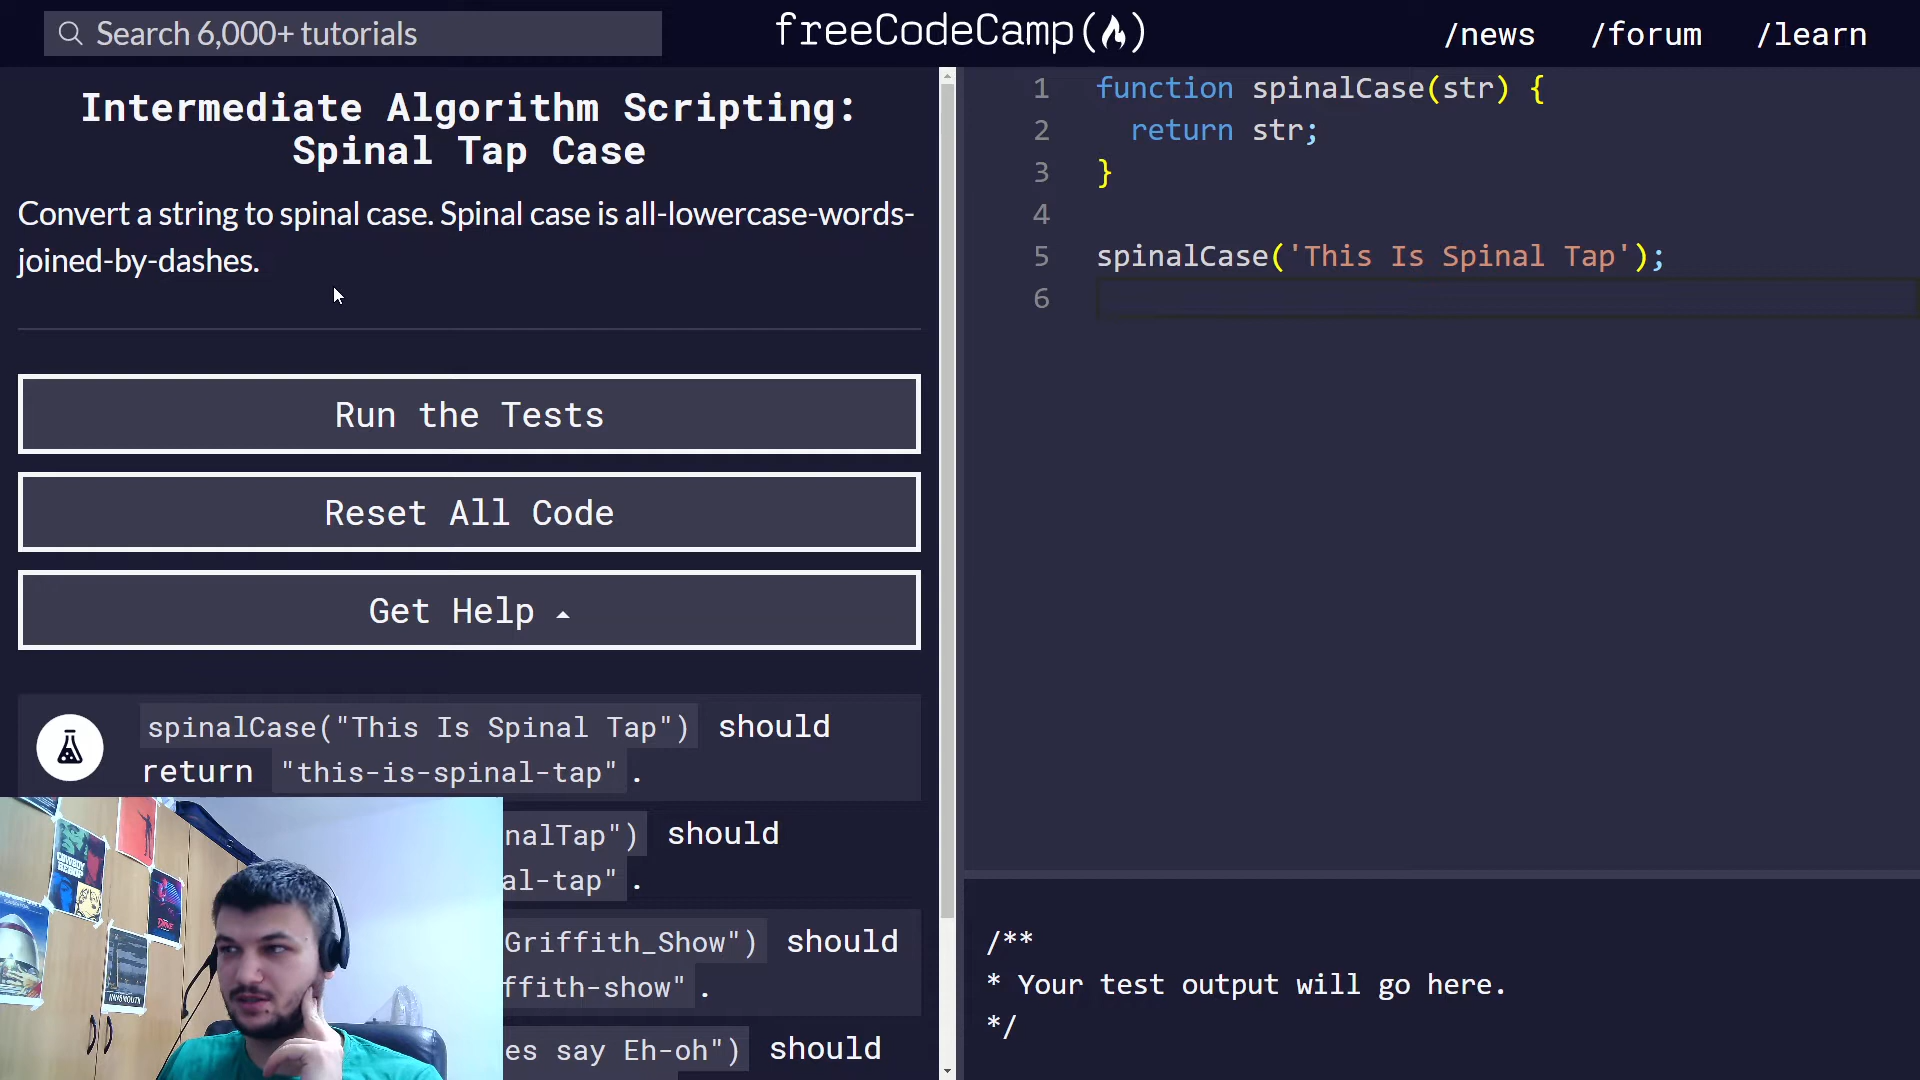 Search 6,000+ tutorials
freeCodeCamp
/news
/forum
/learn
Intermediate Algorithm Scripting:
Spinal Tap Case
Convert a string to spinal case. Spinal case is all-lowercase-words-
joined-by-dashes.
Run the Tests
Reset All Code
Get Help
spinalCase("This Is Spinal Tap") should
return "this-is-spinal-tap".
nalTap") should
al-tap".
Griffith_Show") should
ffith-show".
es say Eh-oh") should
COWBOY
BEBOP
1 function spinalCase(str) {
2 return str;
3 }
4
5 spinalCase('This Is Spinal Tap');
6
/**
* Your test output will go here.
*/